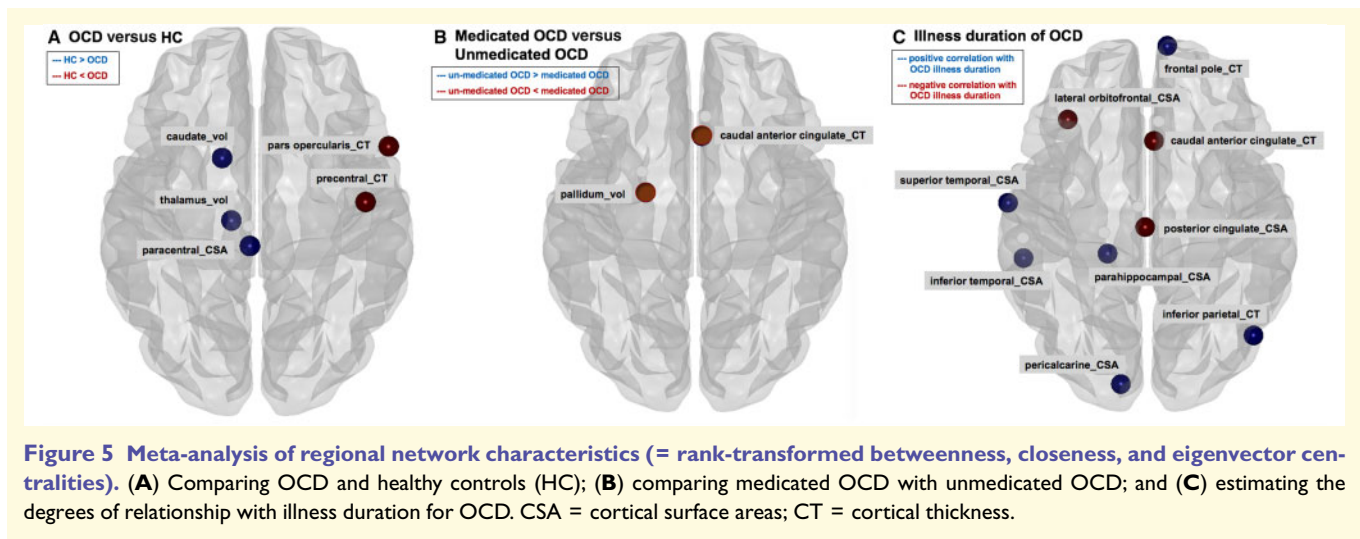 A OCD versus HC
--- HC > OCD
--- HC < OCD
caudate_vol
pars opercularis_CT
precentral_CT
thalamus_vol
paracentral_CSA
B Medicated OCD versus
Unmedicated OCD
--- un-medicated OCD > medicated OCD
--- un-medicated OCD < medicated OCD
caudal anterior cingulate_CT
pallidum_vol
C Illness duration of OCD
--- positive correlation with
OCD illness duration
--- negative correlation with
OCD illness duration
frontal pole_CT
lateral orbitofrontal_CSA
caudal anterior cingulate_CT
superior temporal_CSA
posterior cingulate_CSA
inferior temporal_CSA
parahippocampal_CSA
inferior parietal_CT
pericalcarine_CSA
Figure 5 Meta-analysis of regional network characteristics (= rank-transformed betweenness, closeness, and eigenvector cen-
tralities). (A) Comparing OCD and healthy controls (HC); (B) comparing medicated OCD with unmedicated OCD; and (C) estimating the
degrees of relationship with illness duration for OCD. CSA = cortical surface areas; CT = cortical thickness.